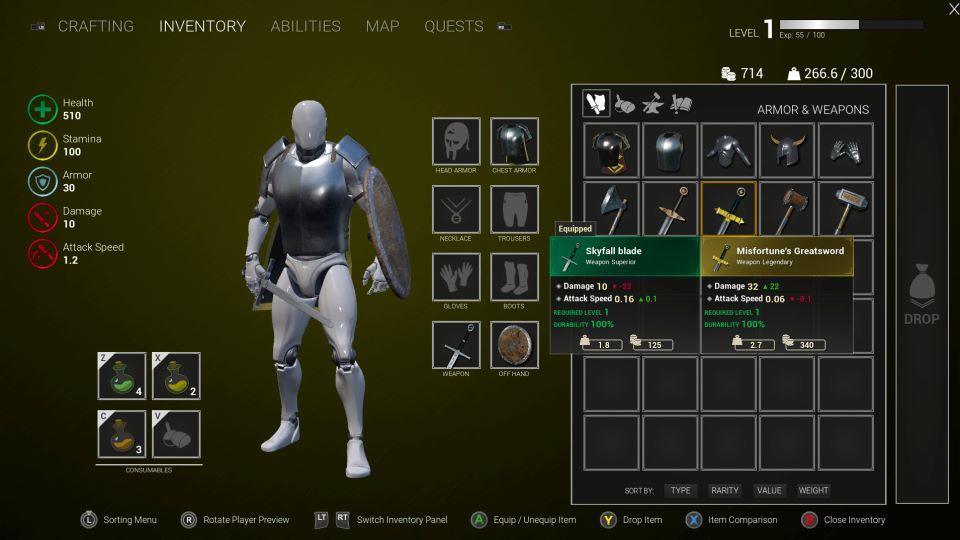 LB
CRAFTING INVENTORY ABILITIES MAP QUESTS
RB
X
LEVEL 1
Exp: 55 / 100
714
266.6 / 300
Health
510
Stamina
100
Armor
30
Damage
10
Attack Speed
1.2
HEAD ARMOR
CHEST ARMOR
NECKLACE
TROUSERS
GLOVES
BOOTS
WEAPON
OFF HAND
ARMOR & WEAPONS
Equipped
Skyfall blade
Weapon Superior
Damage 10 ▼-22
Attack Speed 0.16 ▲0.1
REQUIRED LEVEL 1
DURABILITY 100%
1.8
125
Misfortune's Greatsword
Weapon Legendary
Damage 32 ▲22
Attack Speed 0.06 ▼-0.1
REQUIRED LEVEL 1
DURABILITY 100%
2.7
340
DROP
Z
4
X
2
C
3
V
CONSUMABLES
SORT BY: TYPE RARITY VALUE WEIGHT
L Sorting Menu
R Rotate Player Preview
LT RT Switch Inventory Panel
A Equip / Unequip Item
Y Drop Item
X Item Comparison
B Close Inventory